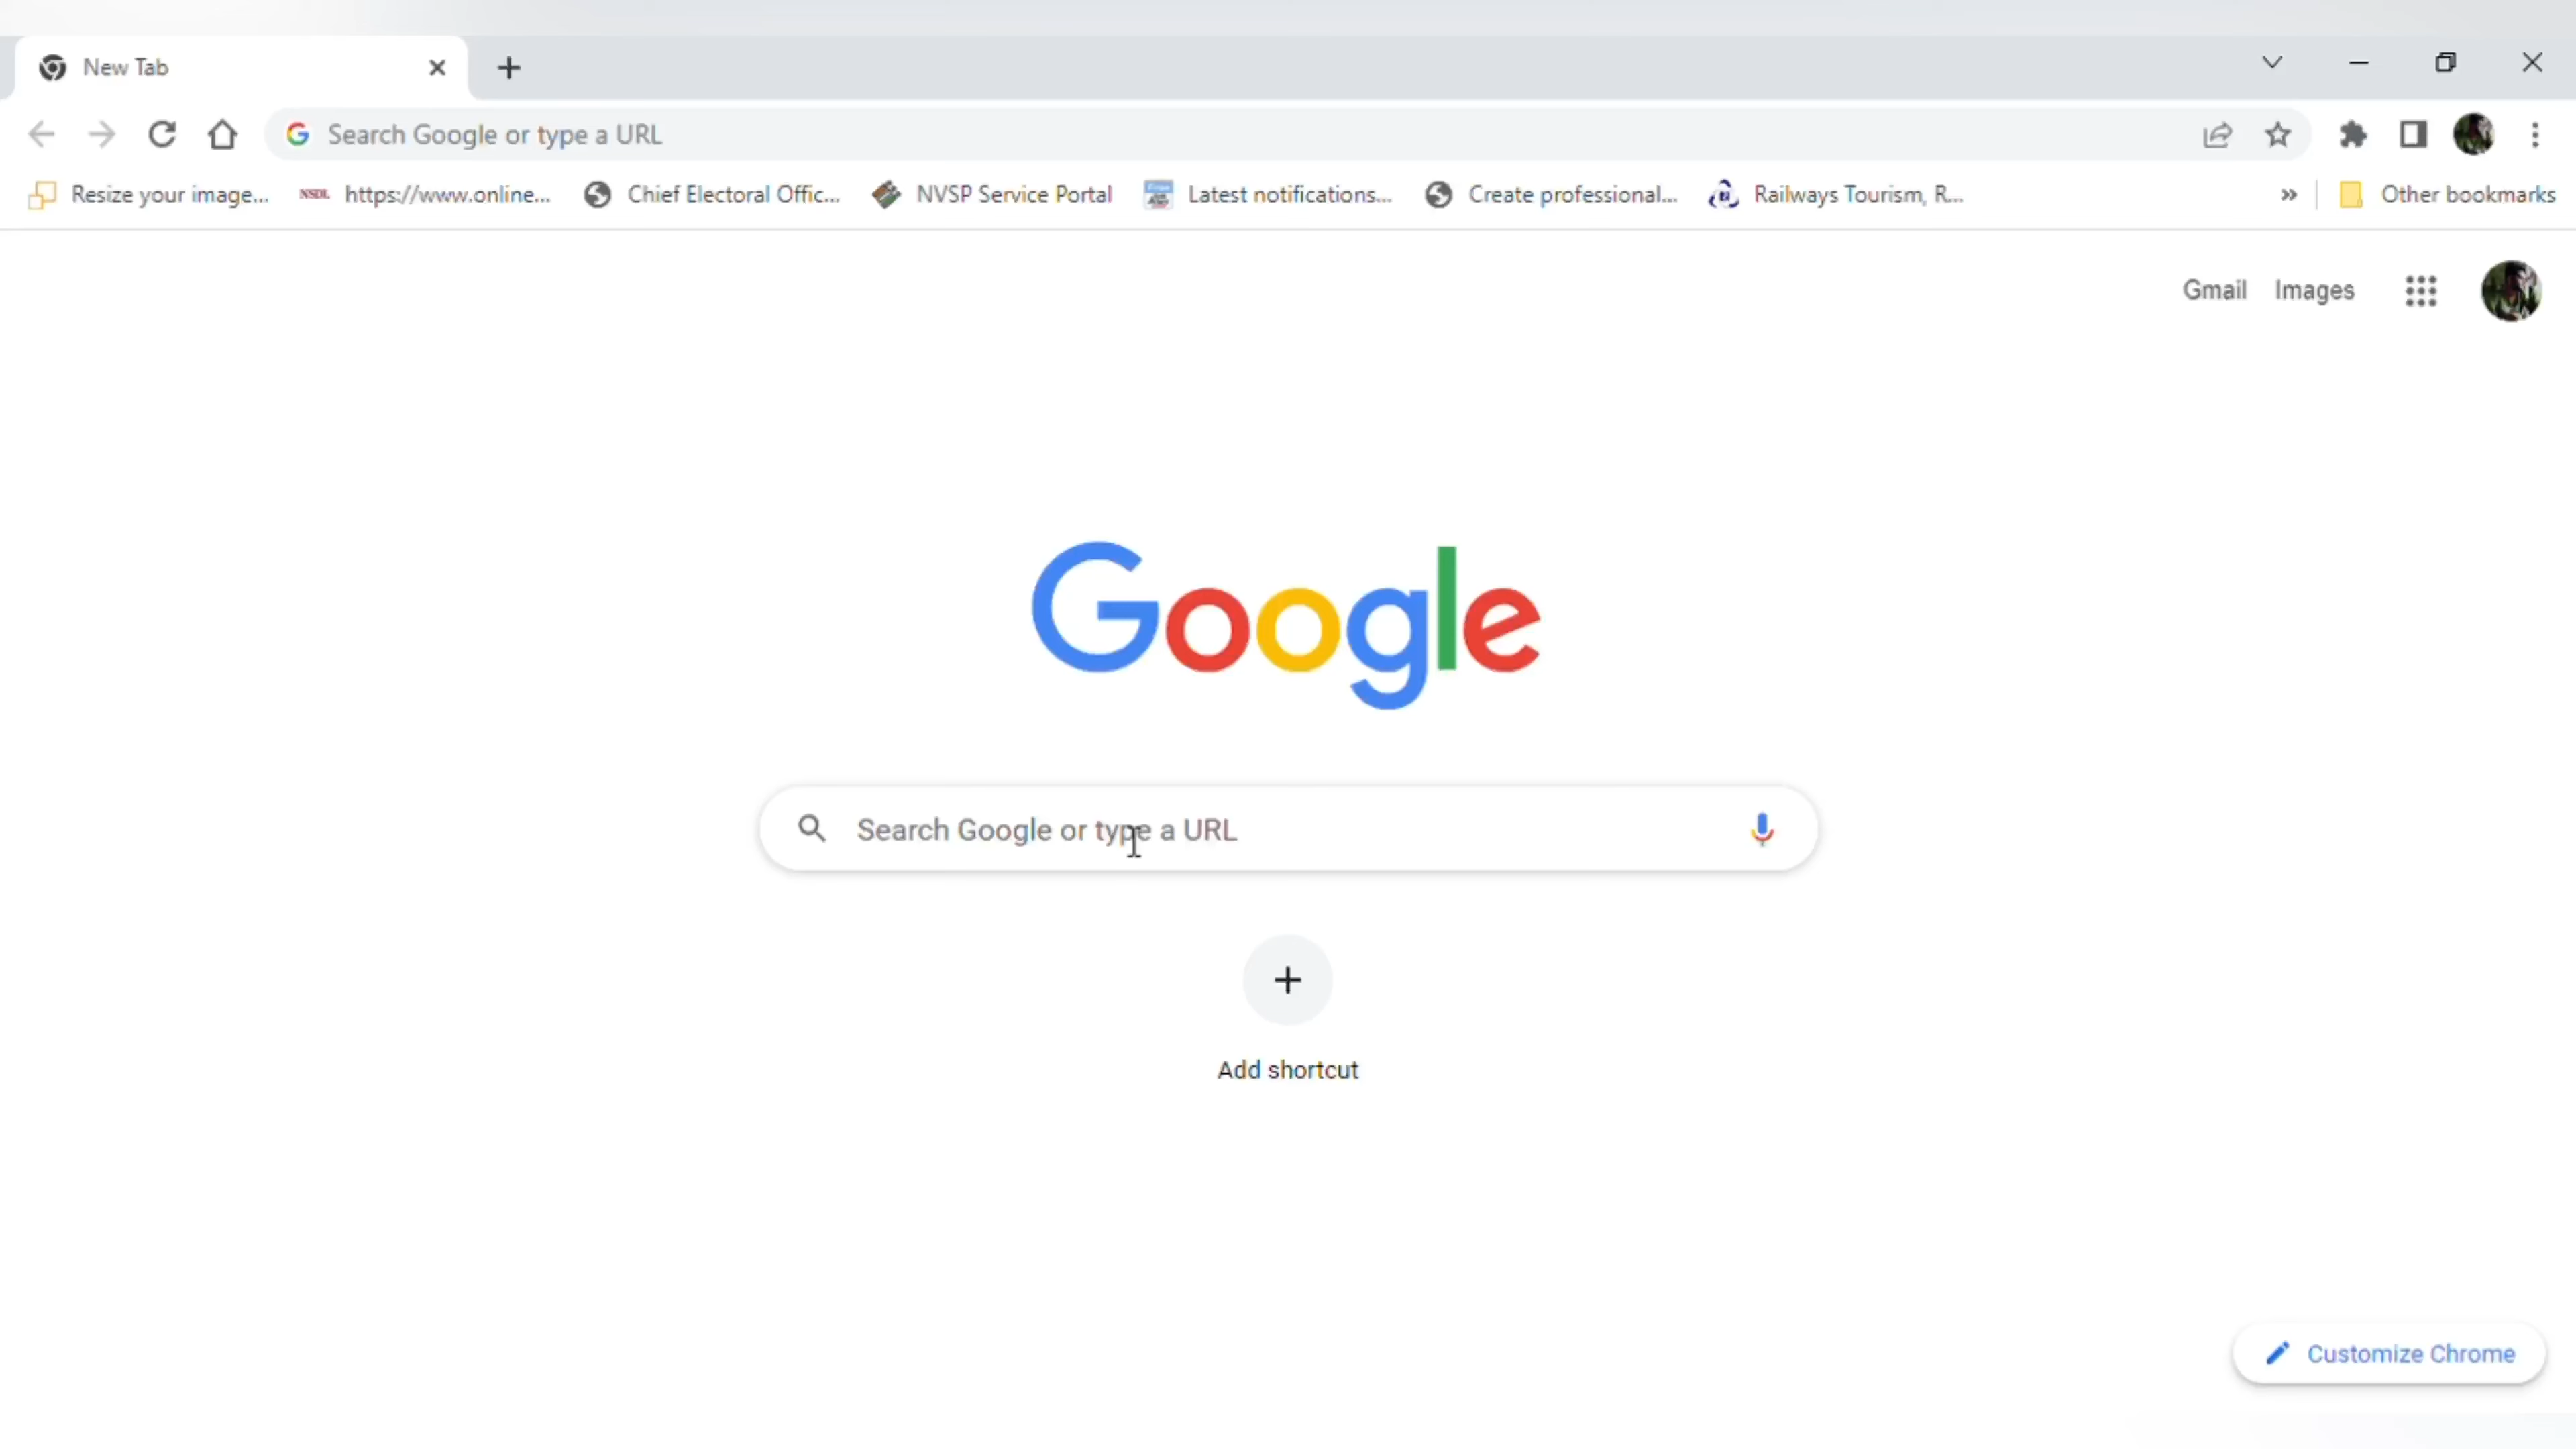 New Tab
Search Google or type a URL
Resize your image... NSDL https://www.online... Chief Electoral Offic... NVSP Service Portal Latest notifications... Create professional... Railways Tourism, R... » Other bookmarks
Gmail Images
Google
Search Google or type a URL
Add shortcut
Customize Chrome